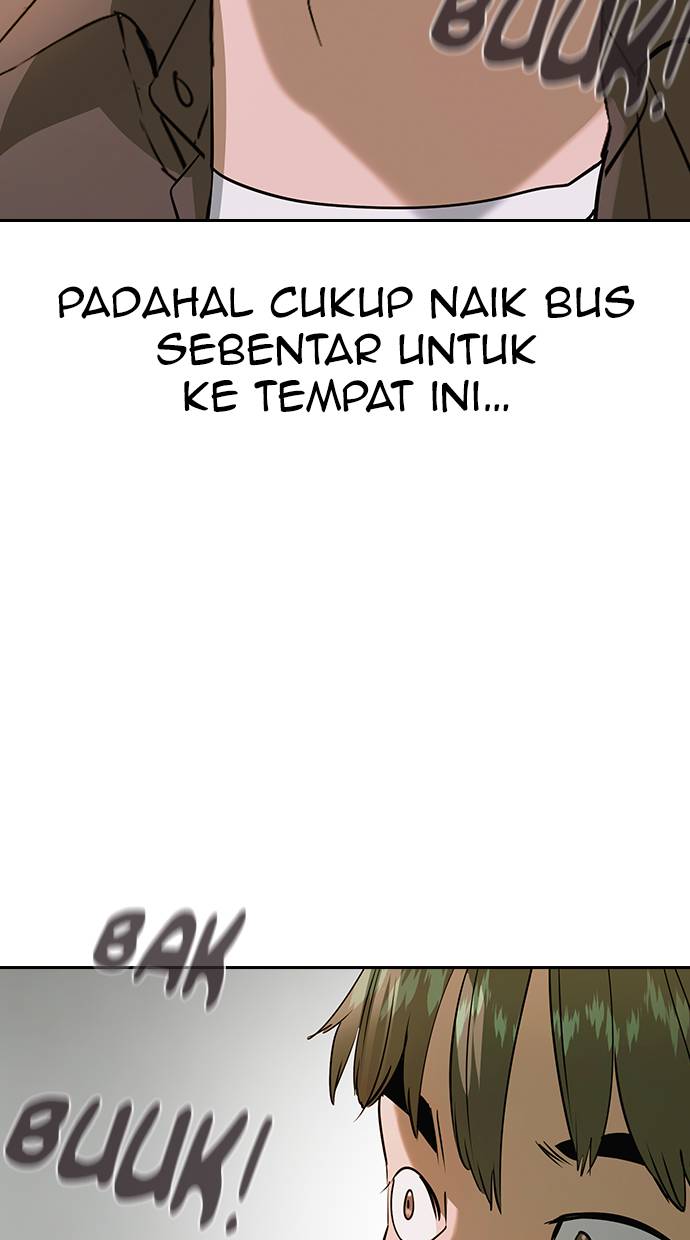 BUUK!
PADAHAL CUKUP NAIK BUS
SEBENTAR UNTUK
KE TEMPAT INI...
BAK
BUUK!